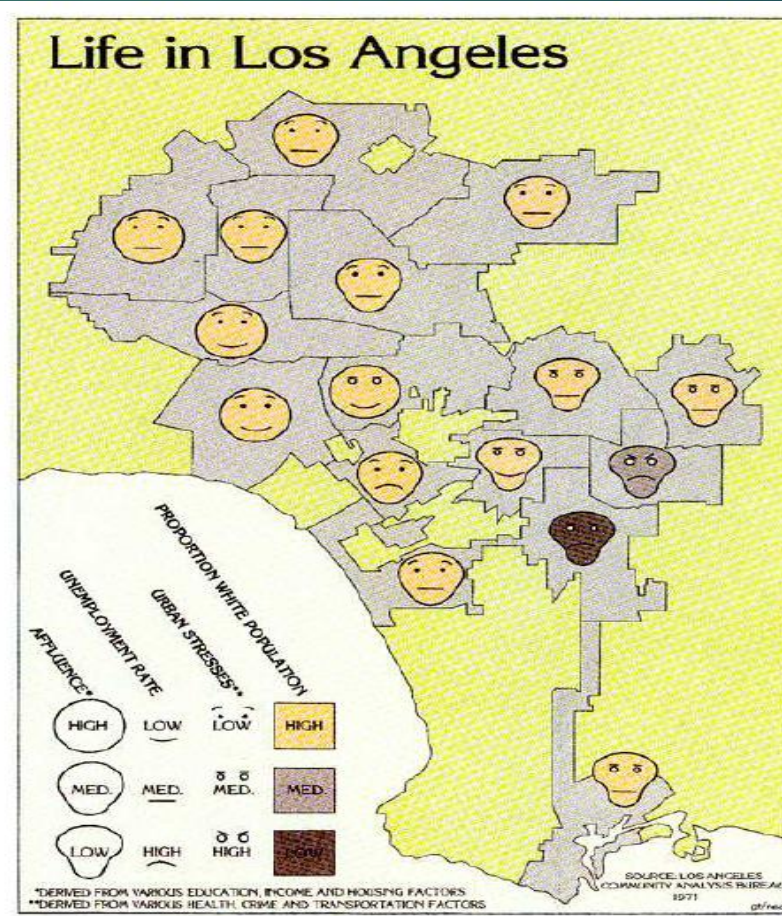 Life in Los Angeles
AFFLUENCE*
UNEMPLOYMENT RATE
URBAN STRESSES**
PROPORTION WHITE POPULATION
HIGH LOW LOW HIGH
MED. MED. MED. MED.
LOW HIGH HIGH LOW
*DERIVED FROM VARIOUS EDUCATION, INCOME AND HOUSING FACTORS
**DERIVED FROM VARIOUS HEALTH, CRIME AND TRANSPORTATION FACTORS
SOURCE: LOS ANGELES
COMMUNITY ANALYSIS BUREAU
1971